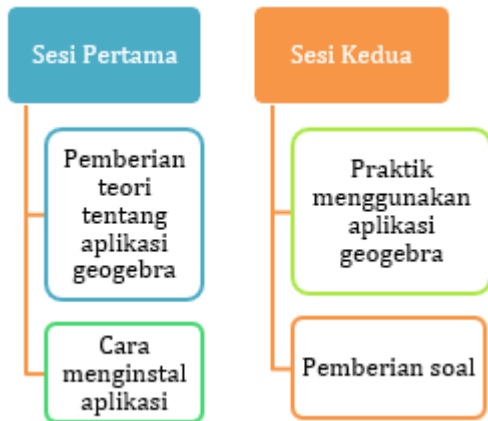 Sesi Pertama
Pemberian
teori
tentang
aplikasi
geogebra
Cara
menginstal
aplikasi
Sesi Kedua
Praktik
menggunakan
aplikasi
geogebra
Pemberian soal